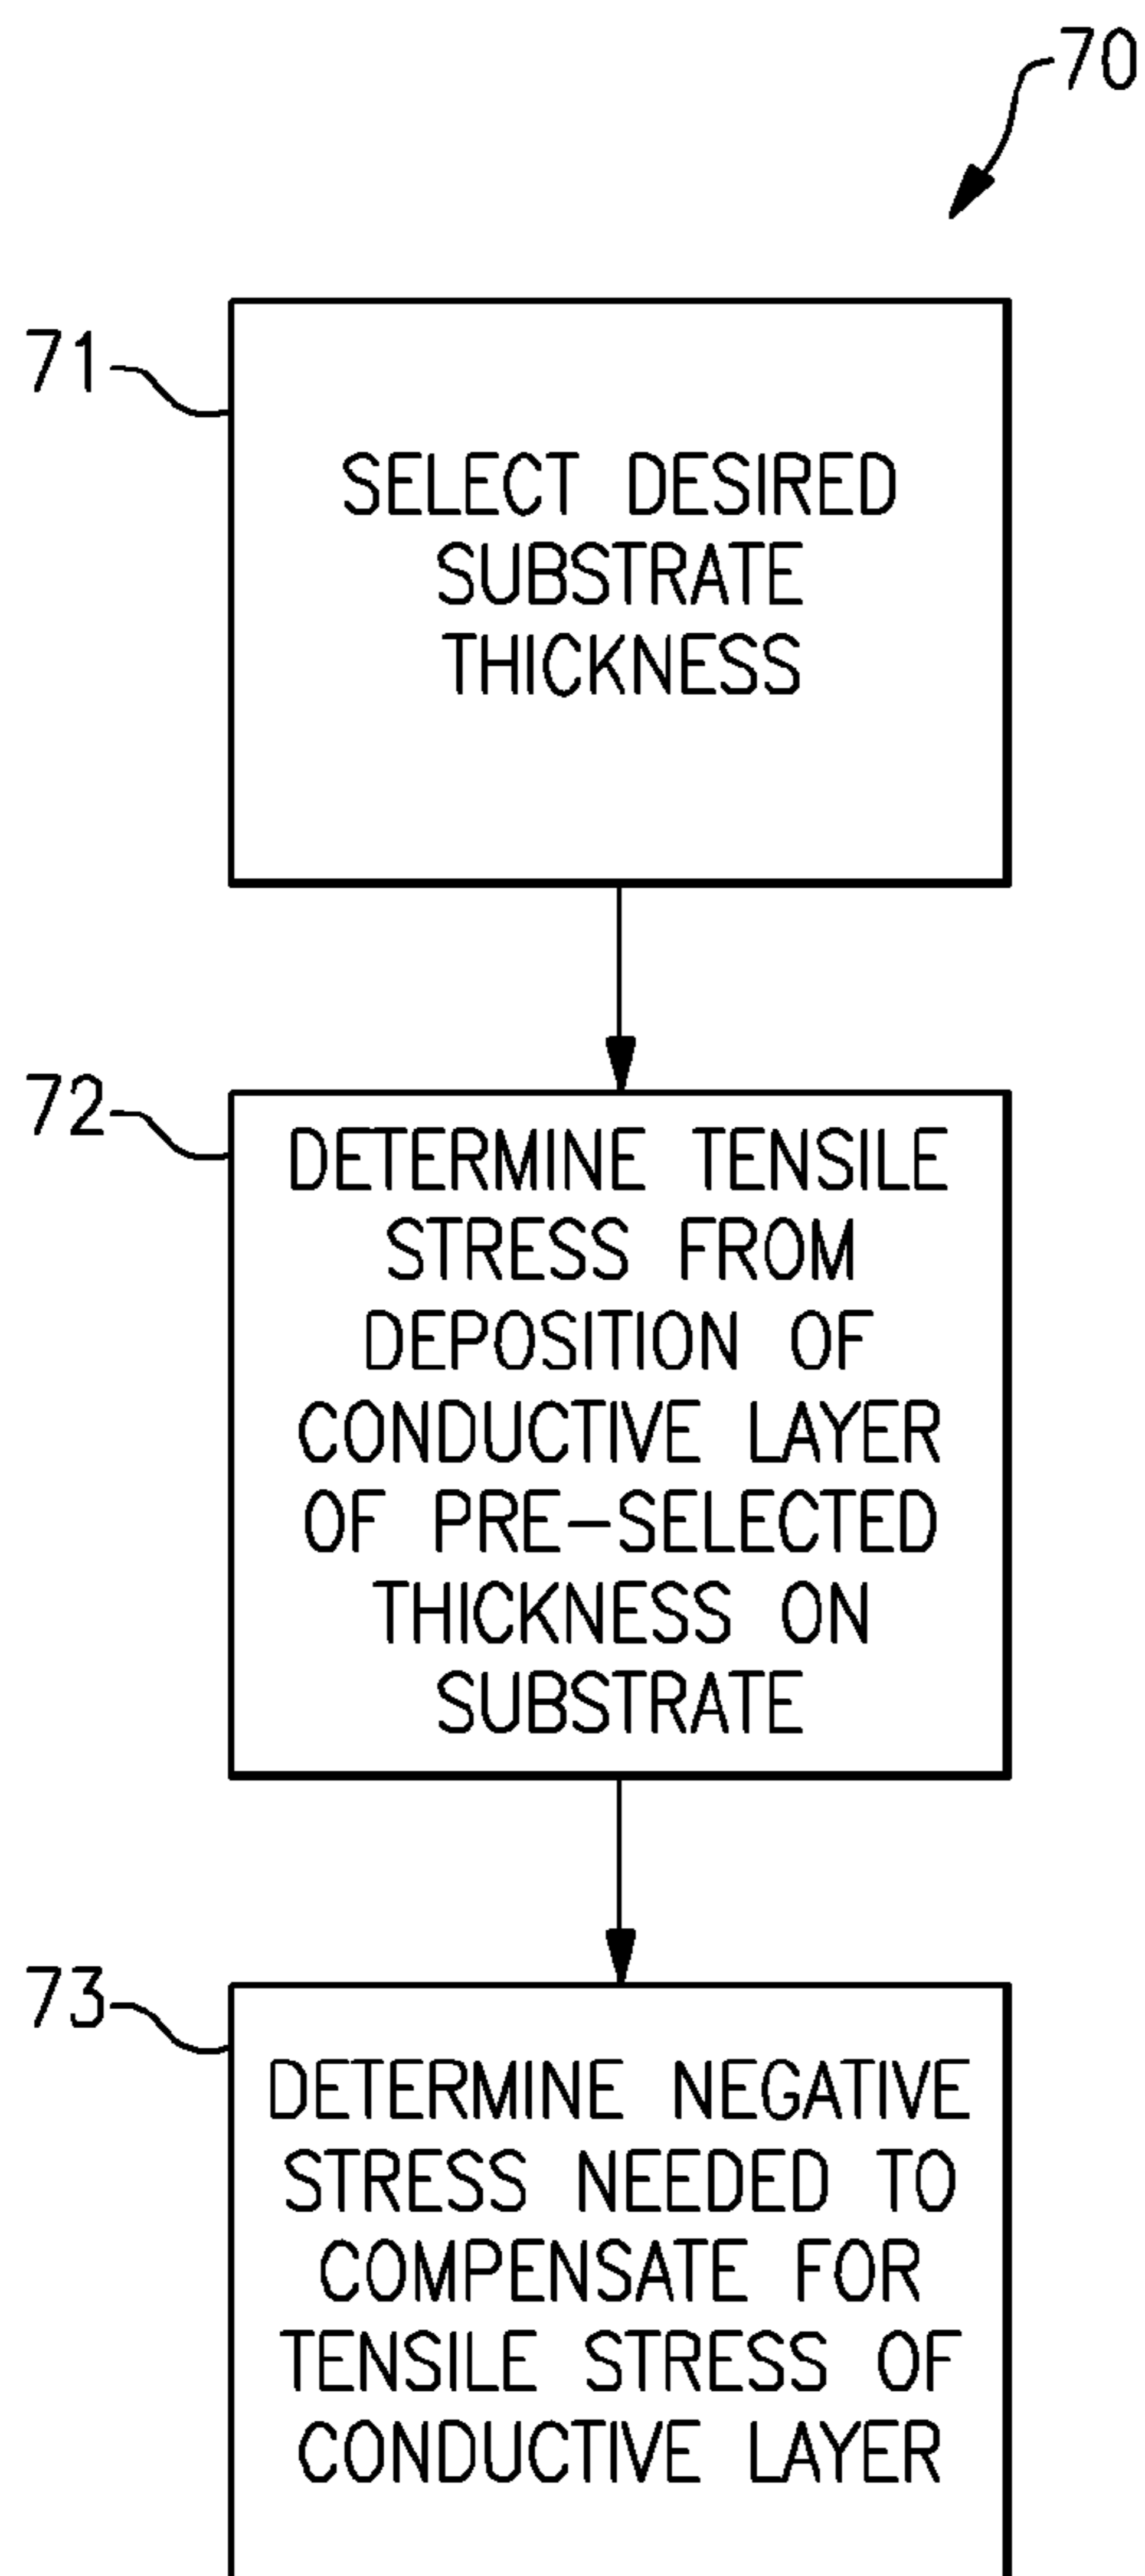 70
71
SELECT DESIRED
SUBSTRATE
THICKNESS
72
DETERMINE TENSILE
STRESS FROM
DEPOSITION OF
CONDUCTIVE LAYER
OF PRE-SELECTED
THICKNESS ON
SUBSTRATE
73
DETERMINE NEGATIVE
STRESS NEEDED TO
COMPENSATE FOR
TENSILE STRESS OF
CONDUCTIVE LAYER